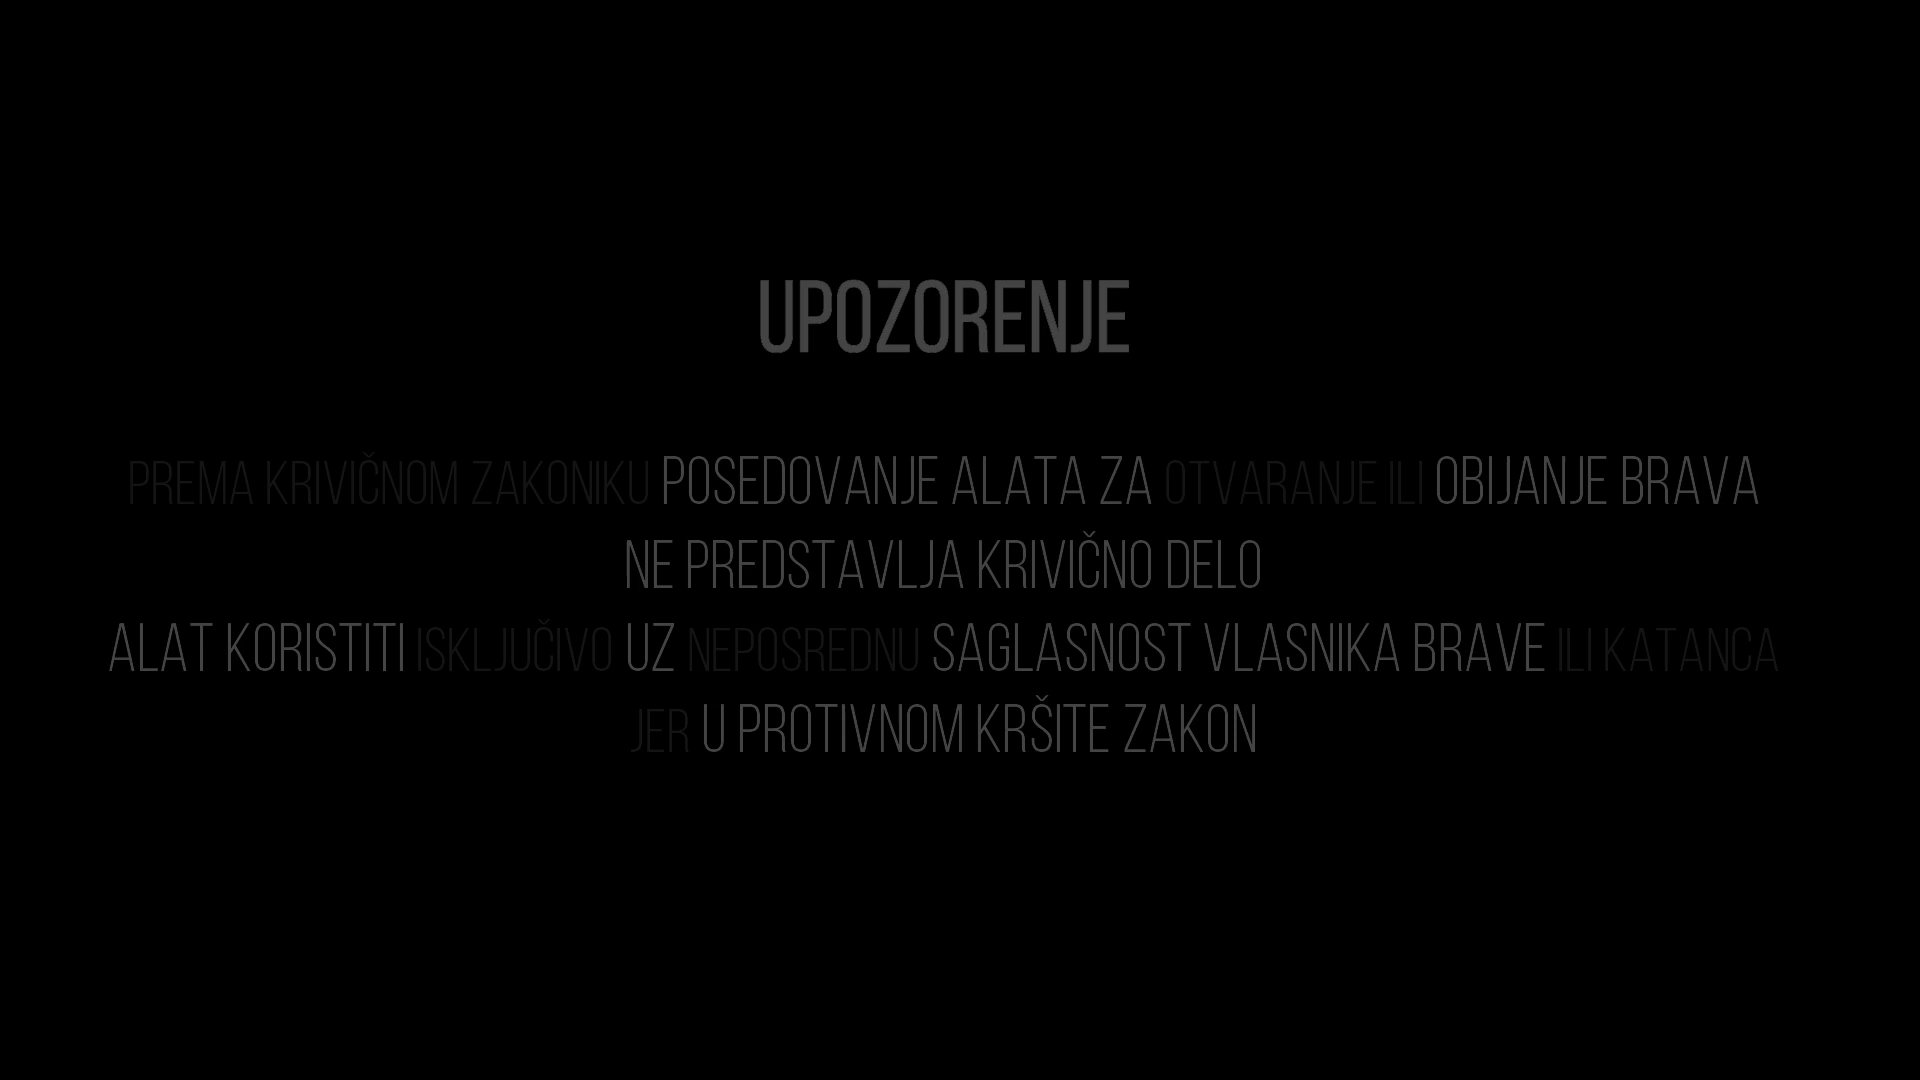 UPOZORENJE
PREMA KRIVIČNOM ZAKONIKU POSEDOVANJE ALATA ZA OTVARANJE ILI OBIJANJE BRAVA
NE PREDSTAVLJA KRIVIČNO DELO
ALAT KORISTITI ISKLJUČIVO UZ NEPOSREDNU SAGLASNOST VLASNIKA BRAVE ILI KATANCA
JER U PROTIVNOM KRŠITE ZAKON